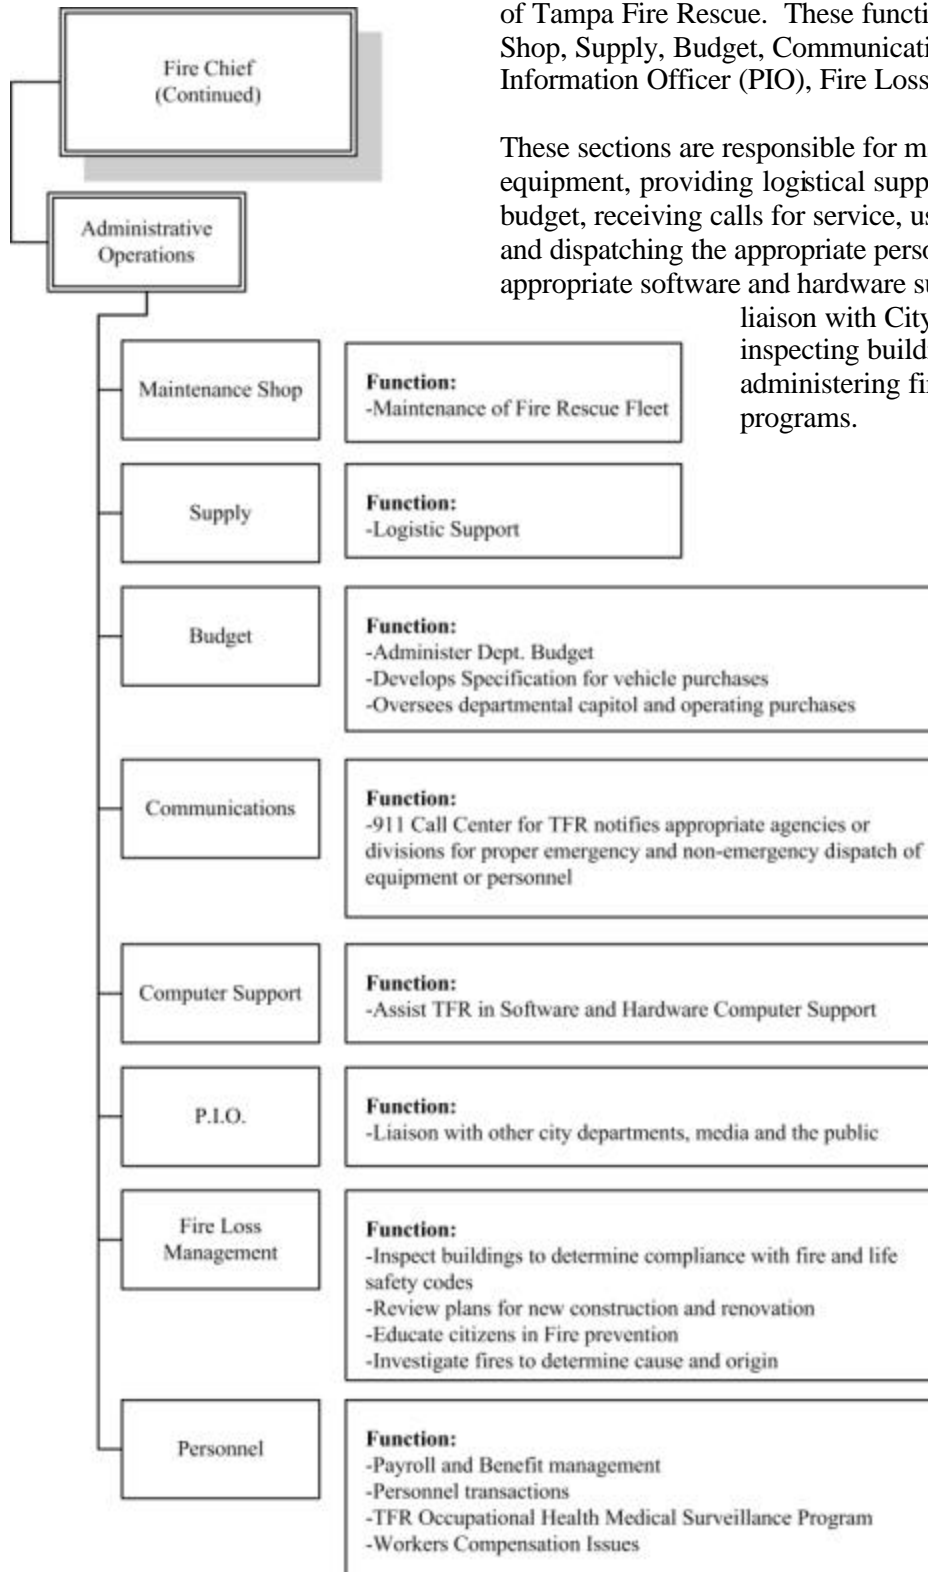 of Tampa Fire Rescue. These functi
Shop, Supply, Budget, Communicati
Information Officer (PIO), Fire Loss
These sections are responsible for m
equipment, providing logistical supp
budget, receiving calls for service, us
and dispatching the appropriate perso
appropriate software and hardware su
liaison with City
inspecting build
administering fi
programs.
Fire Chief
(Continued)
Administrative
Operations
Maintenance Shop
Function:
-Maintenance of Fire Rescue Fleet
Supply
Function:
-Logistic Support
Budget
Function:
-Administer Dept. Budget
-Develops Specification for vehicle purchases
-Oversees departmental capitol and operating purchases
Communications
Function:
-911 Call Center for TFR notifies appropriate agencies or
divisions for proper emergency and non-emergency dispatch of
equipment or personnel
Computer Support
Function:
-Assist TFR in Software and Hardware Computer Support
P.I.O.
Function:
-Liaison with other city departments, media and the public
Fire Loss
Management
Function:
-Inspect buildings to determine compliance with fire and life
safety codes
-Review plans for new construction and renovation
-Educate citizens in Fire prevention
-Investigate fires to determine cause and origin
Personnel
Function:
-Payroll and Benefit management
-Personnel transactions
-TFR Occupational Health Medical Surveillance Program
-Workers Compensation Issues